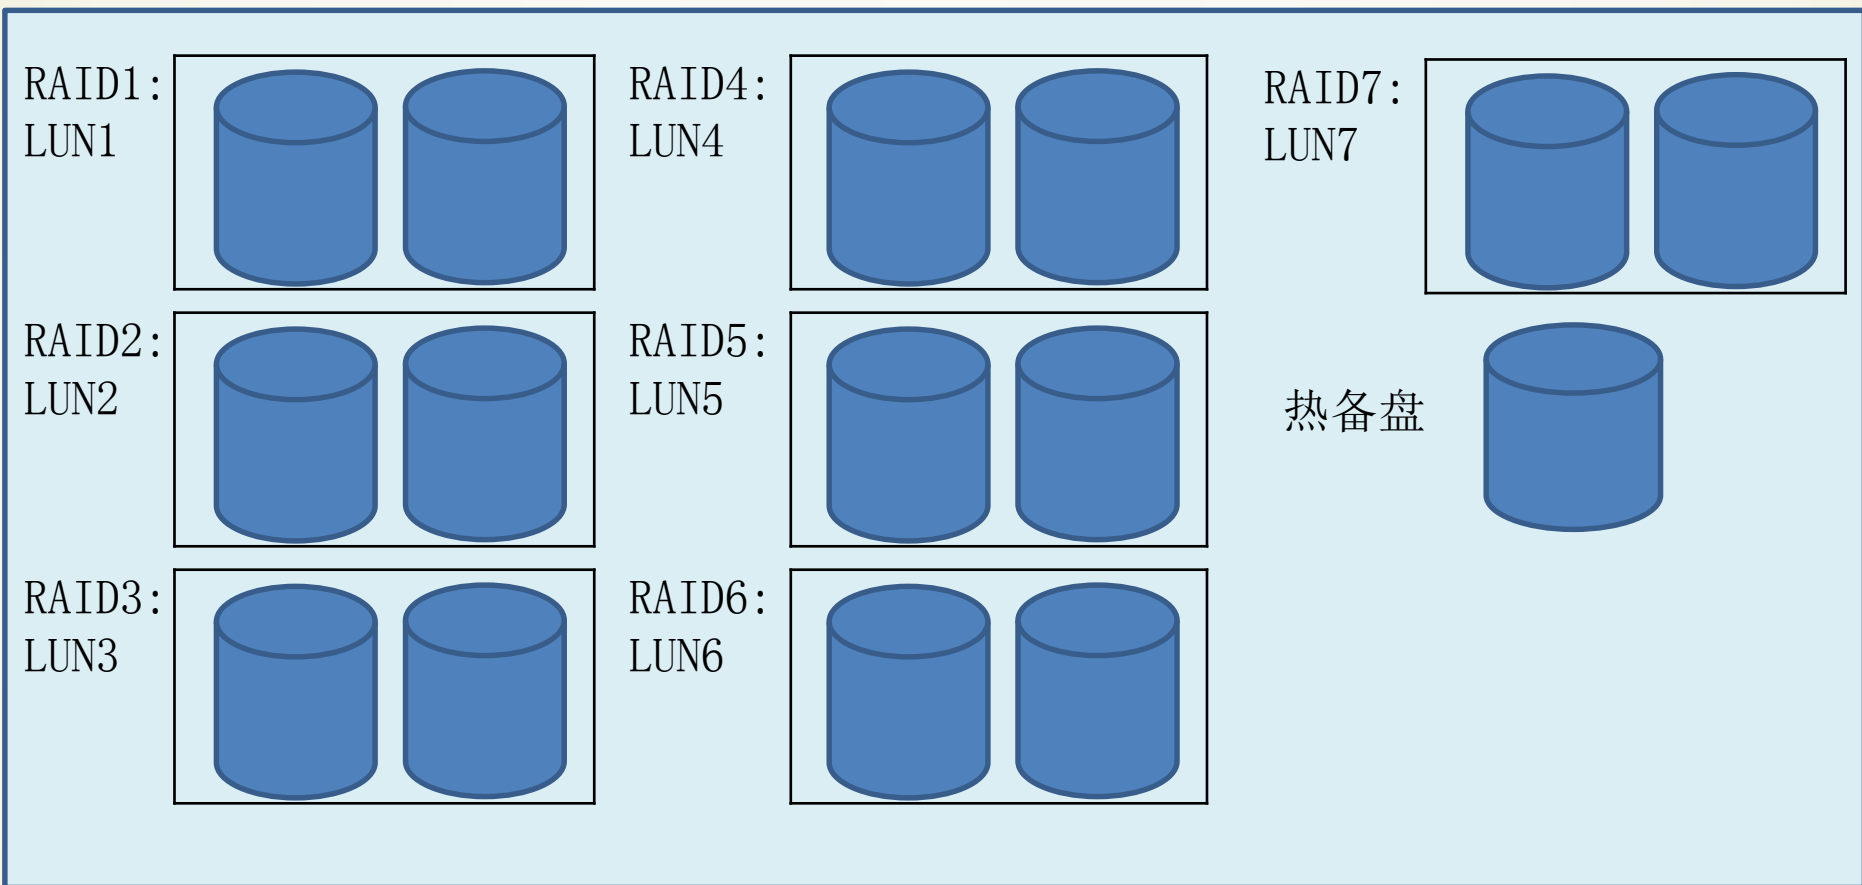 RAID1:
LUN1
RAID2:
LUN2
RAID3:
LUN3
RAID4:
LUN4
RAID5:
LUN5
RAID6:
LUN6
RAID7:
LUN7
热备盘